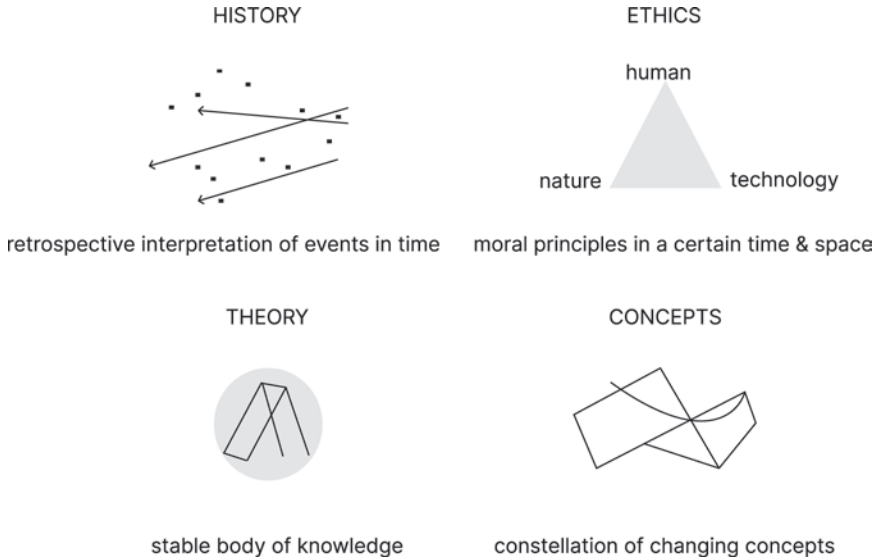 HISTORY
ETHICS
human
nature
technology
retrospective interpretation of events in time
moral principles in a certain time & space
THEORY
CONCEPTS
stable body of knowledge
constellation of changing concepts